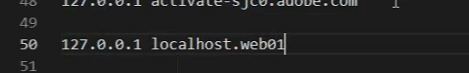 48 127.0.0.1 activate-sjc0.adobe.com
49
50 127.0.0.1 localhost.web01
51